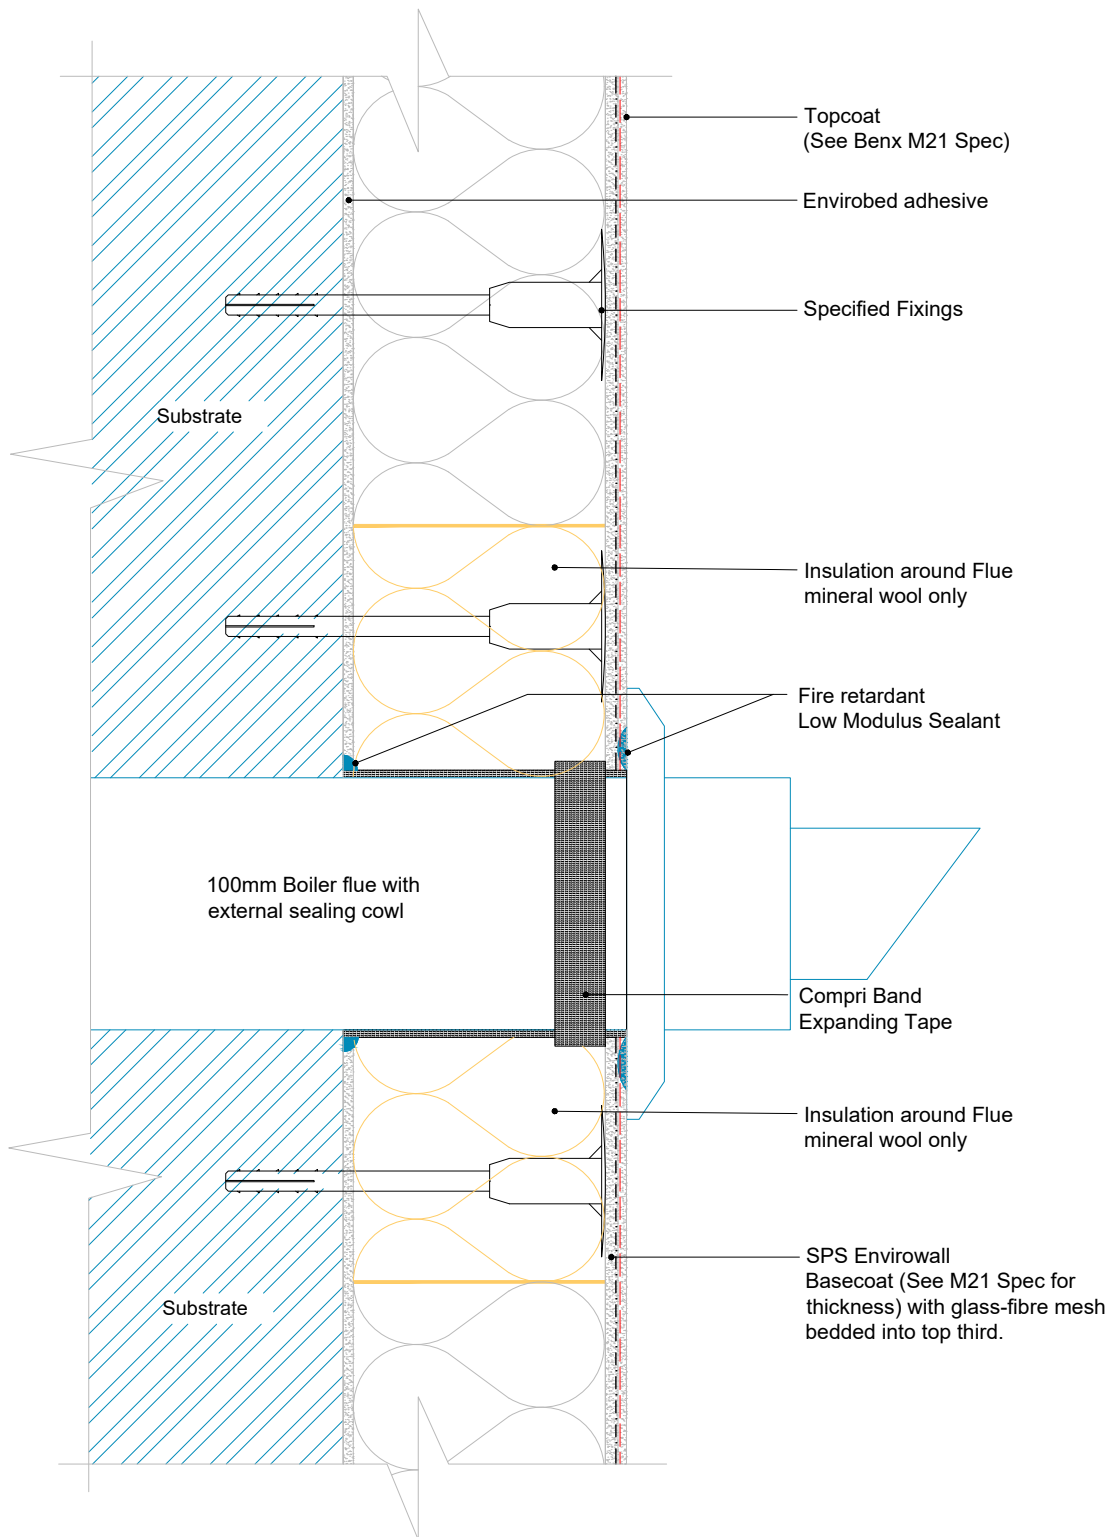 Topcoat
(See Benx M21 Spec)
Envirobed adhesive
Specified Fixings
Substrate
Insulation around Flue
mineral wool only
Fire retardant
Low Modulus Sealant
100mm Boiler flue with
external sealing cowl
Compri Band
Expanding Tape
Insulation around Flue
mineral wool only
SPS Envirowall
Basecoat (See M21 Spec for
thickness) with glass-fibre mesh
bedded into top third.
Substrate